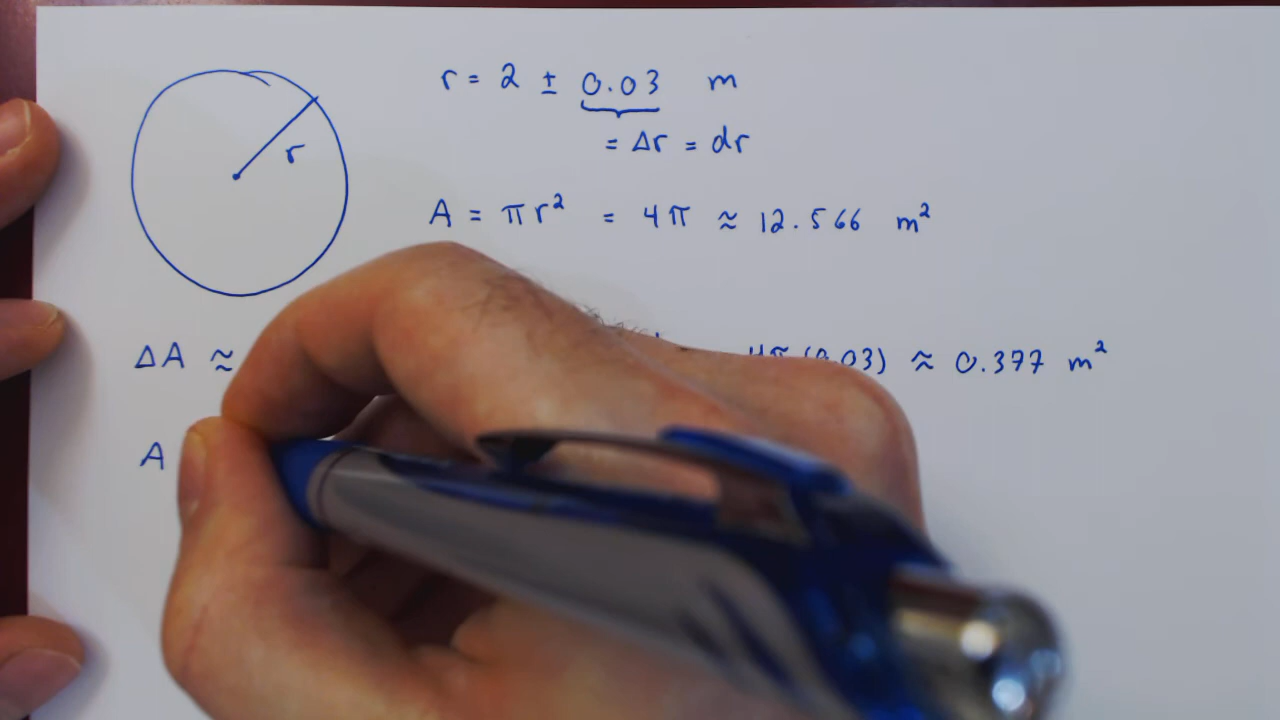 r
r = 2 ± 0.03 m
= Δr = dr
A = πr² = 4π ≈ 12.566 m²
ΔA ≈ 4π (0.03) ≈ 0.377 m²
A